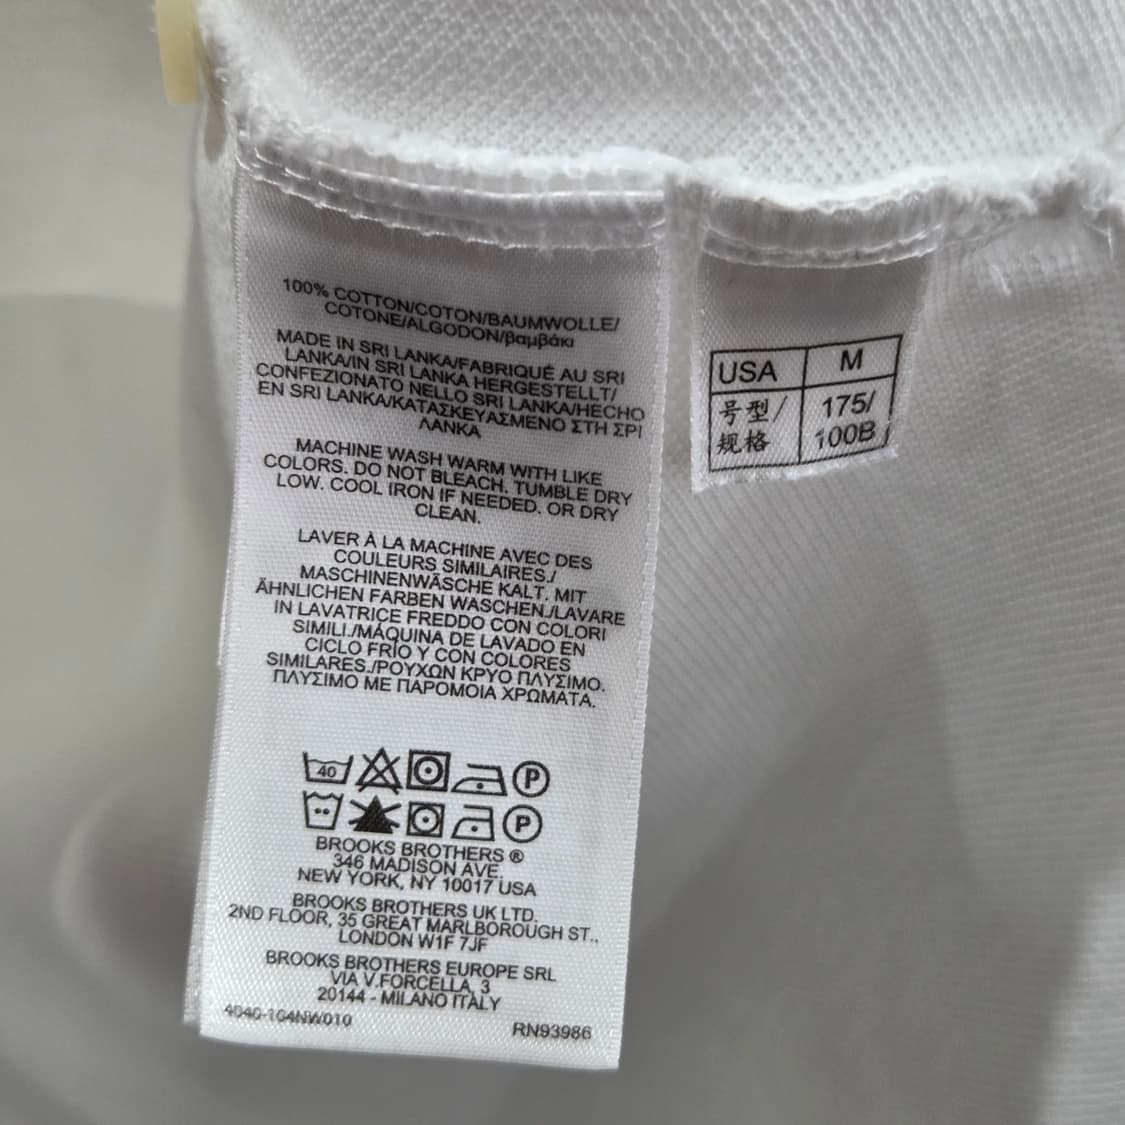 100% COTTON/COTON/BAUMWOLLE/
COTONE/ALGODON/βαμβάκι
MADE IN SRI LANKA/FABRIQUÉ AU SRI
LANKA/IN SRI LANKA HERGESTELLT/
CONFEZIONATO NELLO SRI LANKA/HECHO
EN SRI LANKA/ΚΑΤΑΣΚΕΥΑΣΜΕΝΟ ΣΤΗ ΣΡΙ
ΛΑΝΚΑ
MACHINE WASH WARM WITH LIKE
COLORS. DO NOT BLEACH. TUMBLE DRY
LOW. COOL IRON IF NEEDED. OR DRY
CLEAN.
LAVER À LA MACHINE AVEC DES
COULEURS SIMILAIRES./
MASCHINENWÄSCHE KALT. MIT
ÄHNLICHEN FARBEN WASCHEN./LAVARE
IN LAVATRICE FREDDO CON COLORI
SIMILI./MÁQUINA DE LAVADO EN
CICLO FRÍO Y CON COLORES
SIMILARES./ΡΟΥΧΩΝ ΚΡΥΟ ΠΛΥΣΙΜΟ.
ΠΛΥΣΙΜΟ ΜΕ ΠΑΡΟΜΟΙΑ ΧΡΩΜΑΤΑ.
40 P
P
BROOKS BROTHERS ®
346 MADISON AVE.
NEW YORK, NY 10017 USA
BROOKS BROTHERS UK LTD.
2ND FLOOR, 35 GREAT MARLBOROUGH ST.,
LONDON W1F 7JF
BROOKS BROTHERS EUROPE SRL
VIA V.FORCELLA, 3
20144 - MILANO ITALY
4040-104NW010 RN93986
USA M
号型/ 175/
规格 100B